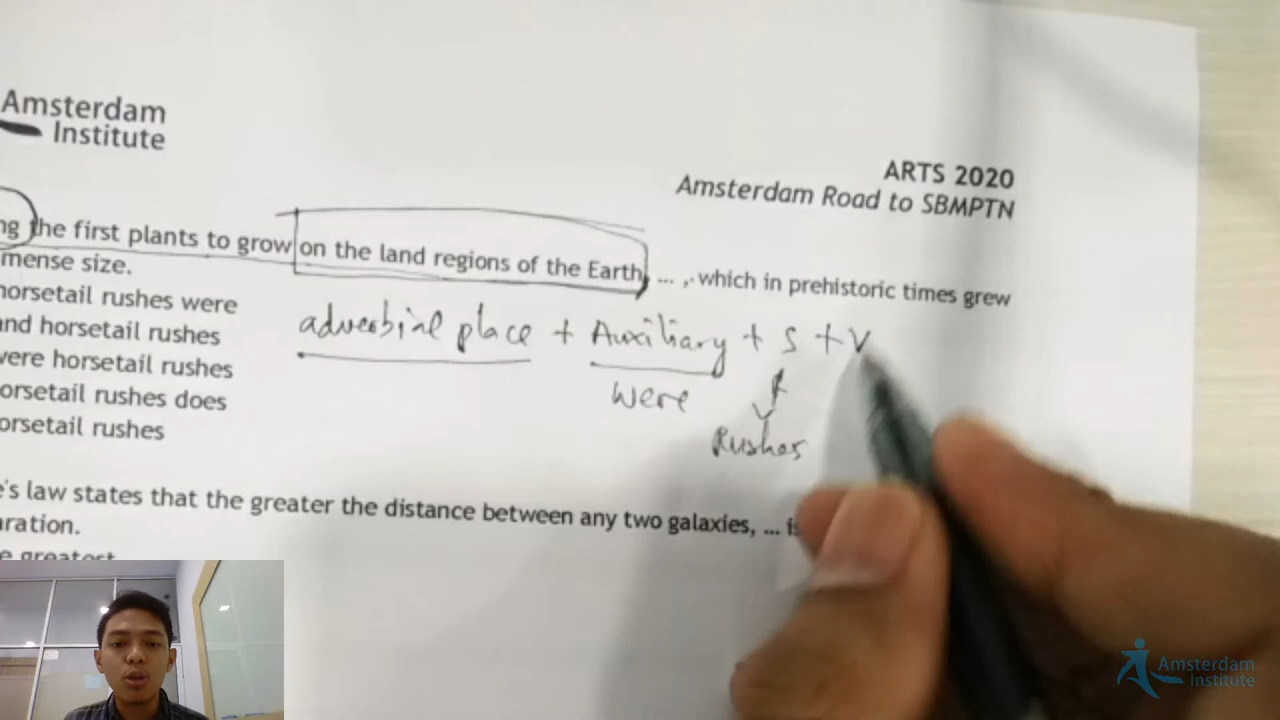 Amsterdam
Institute
ARTS 2020
Amsterdam Road to SBMPTN
ng the first plants to grow on the land regions of the Earth, ... , which in prehistoric times grew
mense size.
horsetail rushes were
and horsetail rushes
were horsetail rushes
orsetail rushes does
orsetail rushes
adverbial place + Auxiliary + S + V
were
Rushes
e's law states that the greater the distance between any two galaxies, ... is
aration.
e greatest
Amsterdam
Institute